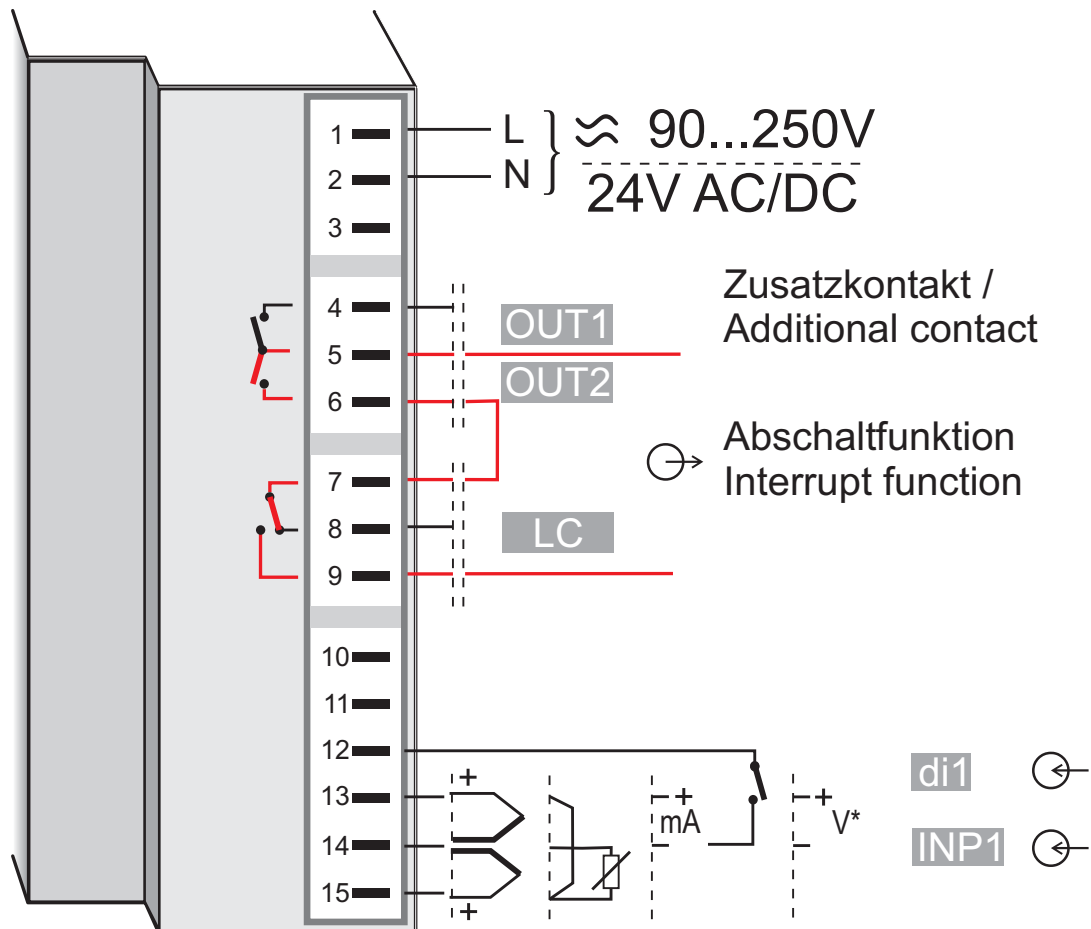 1
L
≈ 90...250V
2
N
24V AC/DC
3
Zusatzkontakt /
Additional contact
4
OUT1
5
OUT2
6
Abschaltfunktion
Interrupt function
7
8
LC
9
10
11
12
di1
13
+
+
mA
+
V*
14
INP1
15
+